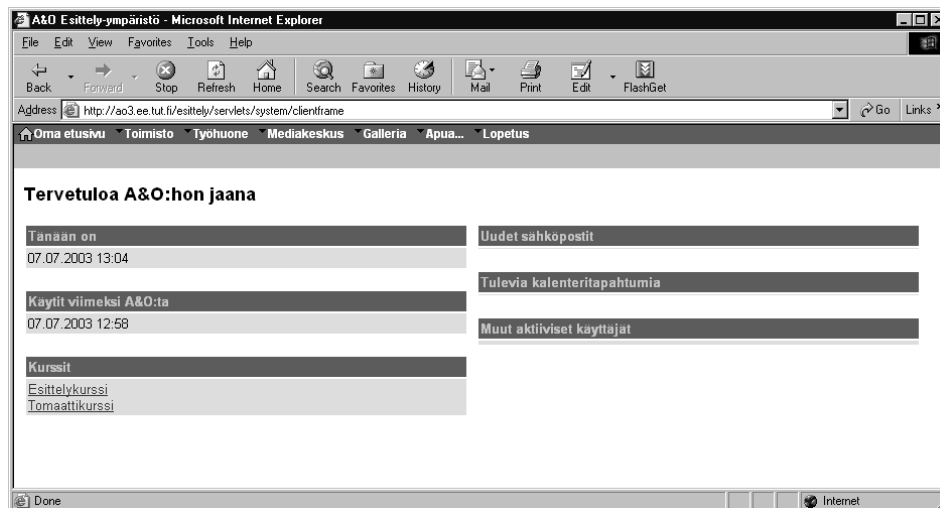 A&O Esittely-ympäristö - Microsoft Internet Explorer
File Edit View Favorites Tools Help
Back Forward Stop Refresh Home Search Favorites History Mail Print Edit FlashGet
Address http://ao3.ee.tut.fi/esittely/servlets/system/clientframe Go Links
Oma etusivu Toimisto Työhuone Mediakeskus Galleria Apua... Lopetus
Tervetuloa A&O:hon jaana
Tänään on
07.07.2003 13:04
Käytit viimeksi A&O:ta
07.07.2003 12:58
Kurssit
Esittelykurssi
Tomaattikurssi
Uudet sähköpostit
Tulevia kalenteritapahtumia
Muut aktiiviset käyttäjät
Done Internet